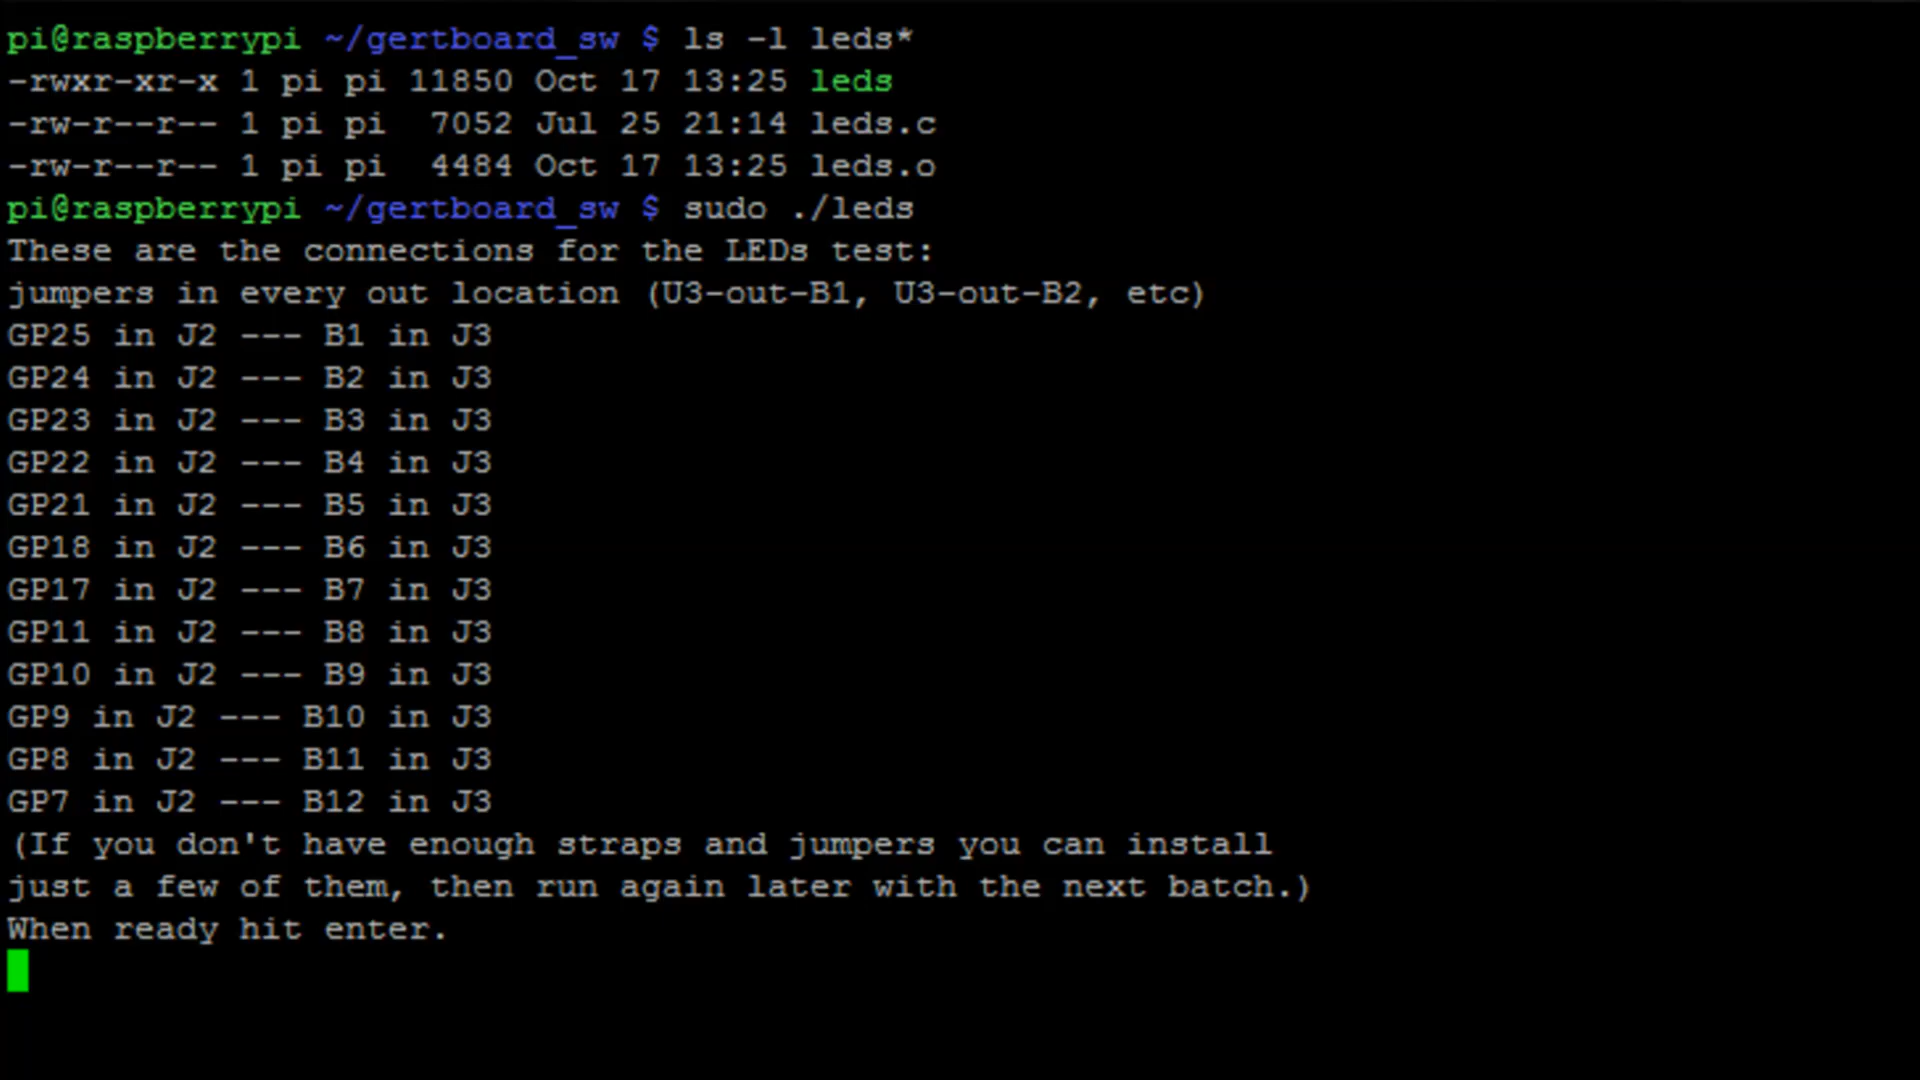 pi@raspberrypi ~/gertboard_sw $ ls -l leds*
-rwxr-xr-x 1 pi pi 11850 Oct 17 13:25 leds
-rw-r--r-- 1 pi pi  7052 Jul 25 21:14 leds.c
-rw-r--r-- 1 pi pi  4484 Oct 17 13:25 leds.o
pi@raspberrypi ~/gertboard_sw $ sudo ./leds
These are the connections for the LEDs test:
jumpers in every out location (U3-out-B1, U3-out-B2, etc)
GP25 in J2 --- B1 in J3
GP24 in J2 --- B2 in J3
GP23 in J2 --- B3 in J3
GP22 in J2 --- B4 in J3
GP21 in J2 --- B5 in J3
GP18 in J2 --- B6 in J3
GP17 in J2 --- B7 in J3
GP11 in J2 --- B8 in J3
GP10 in J2 --- B9 in J3
GP9 in J2 --- B10 in J3
GP8 in J2 --- B11 in J3
GP7 in J2 --- B12 in J3
(If you don't have enough straps and jumpers you can install
just a few of them, then run again later with the next batch.)
When ready hit enter.